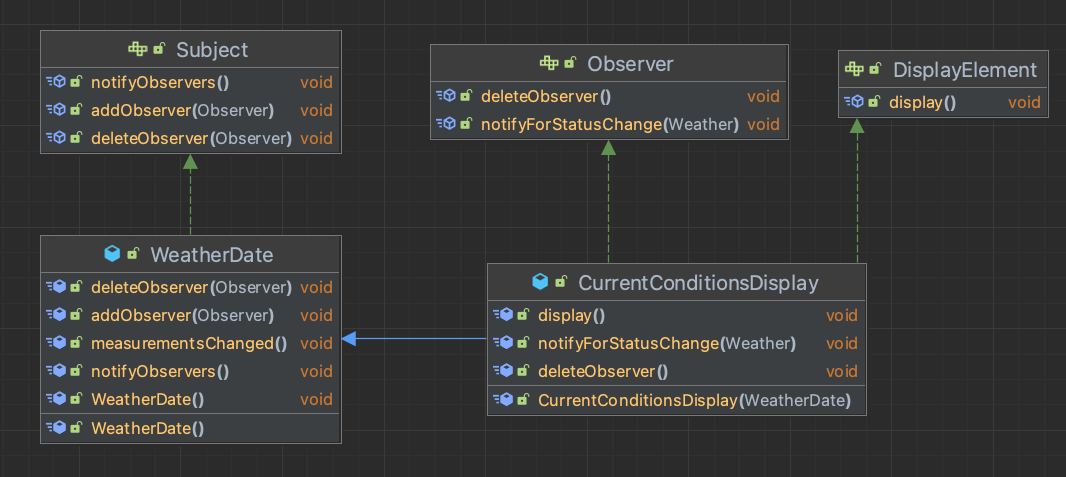 Subject
notifyObservers() void
addObserver(Observer) void
deleteObserver(Observer) void
Observer
deleteObserver() void
notifyForStatusChange(Weather) void
DisplayElement
display() void
WeatherDate
deleteObserver(Observer) void
addObserver(Observer) void
measurementsChanged() void
notifyObservers() void
WeatherDate() void
WeatherDate()
CurrentConditionsDisplay
display() void
notifyForStatusChange(Weather) void
deleteObserver() void
CurrentConditionsDisplay(WeatherDate)